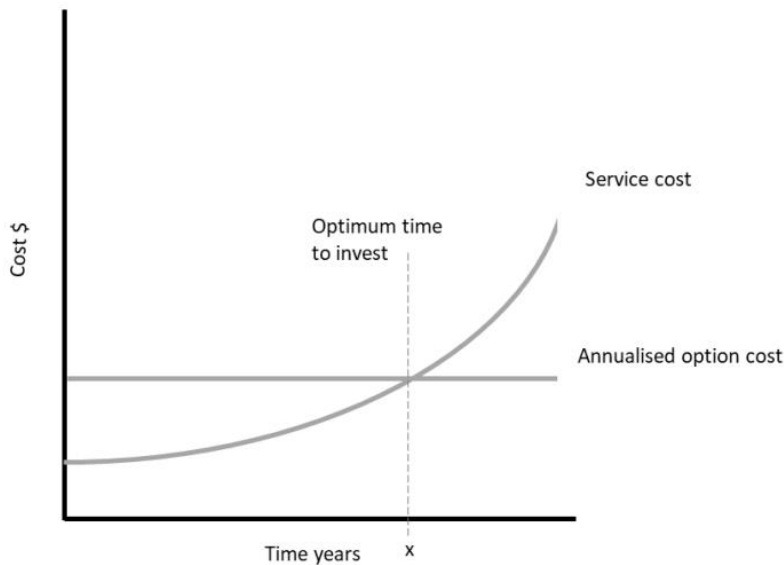 Service cost
Optimum time
to invest
Cost $
Annualised option cost
Time years
x